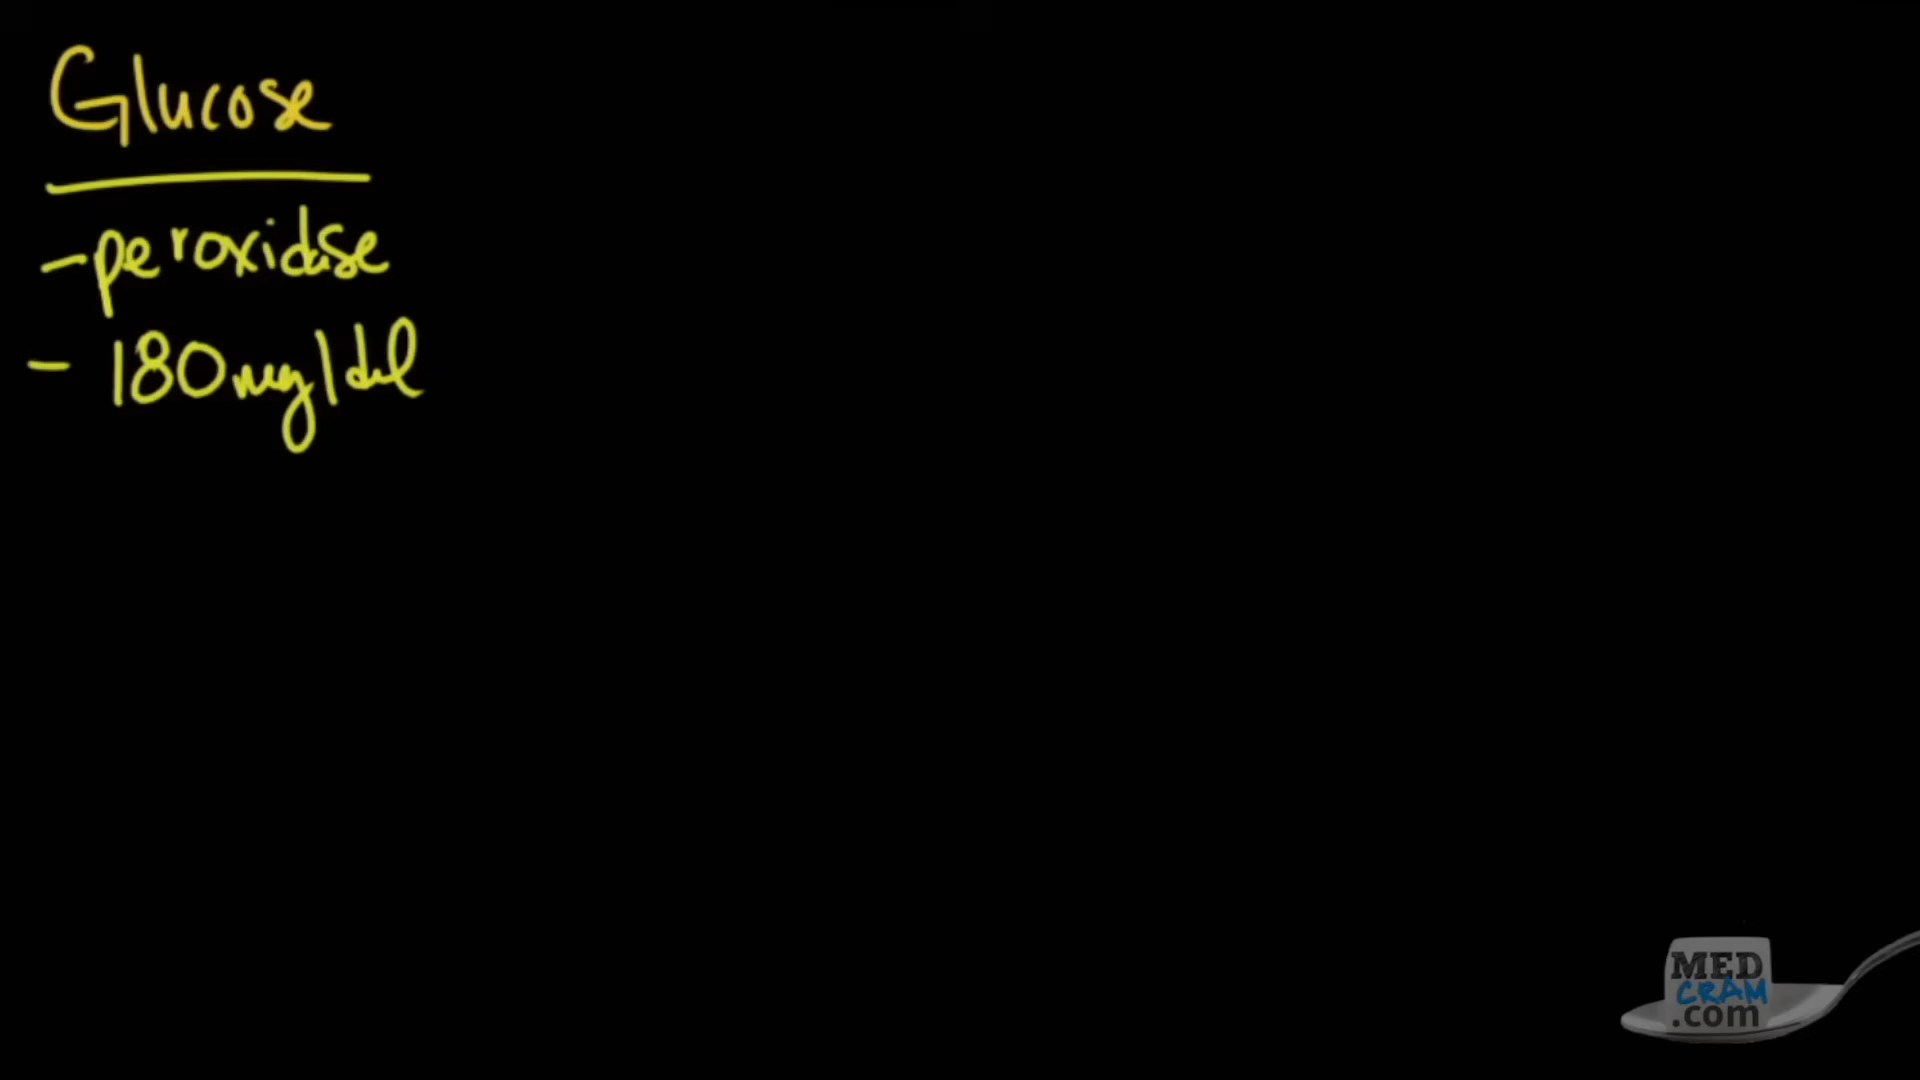 Glucose
- peroxidase
- 180mg/dl
MED
CRAM
.com